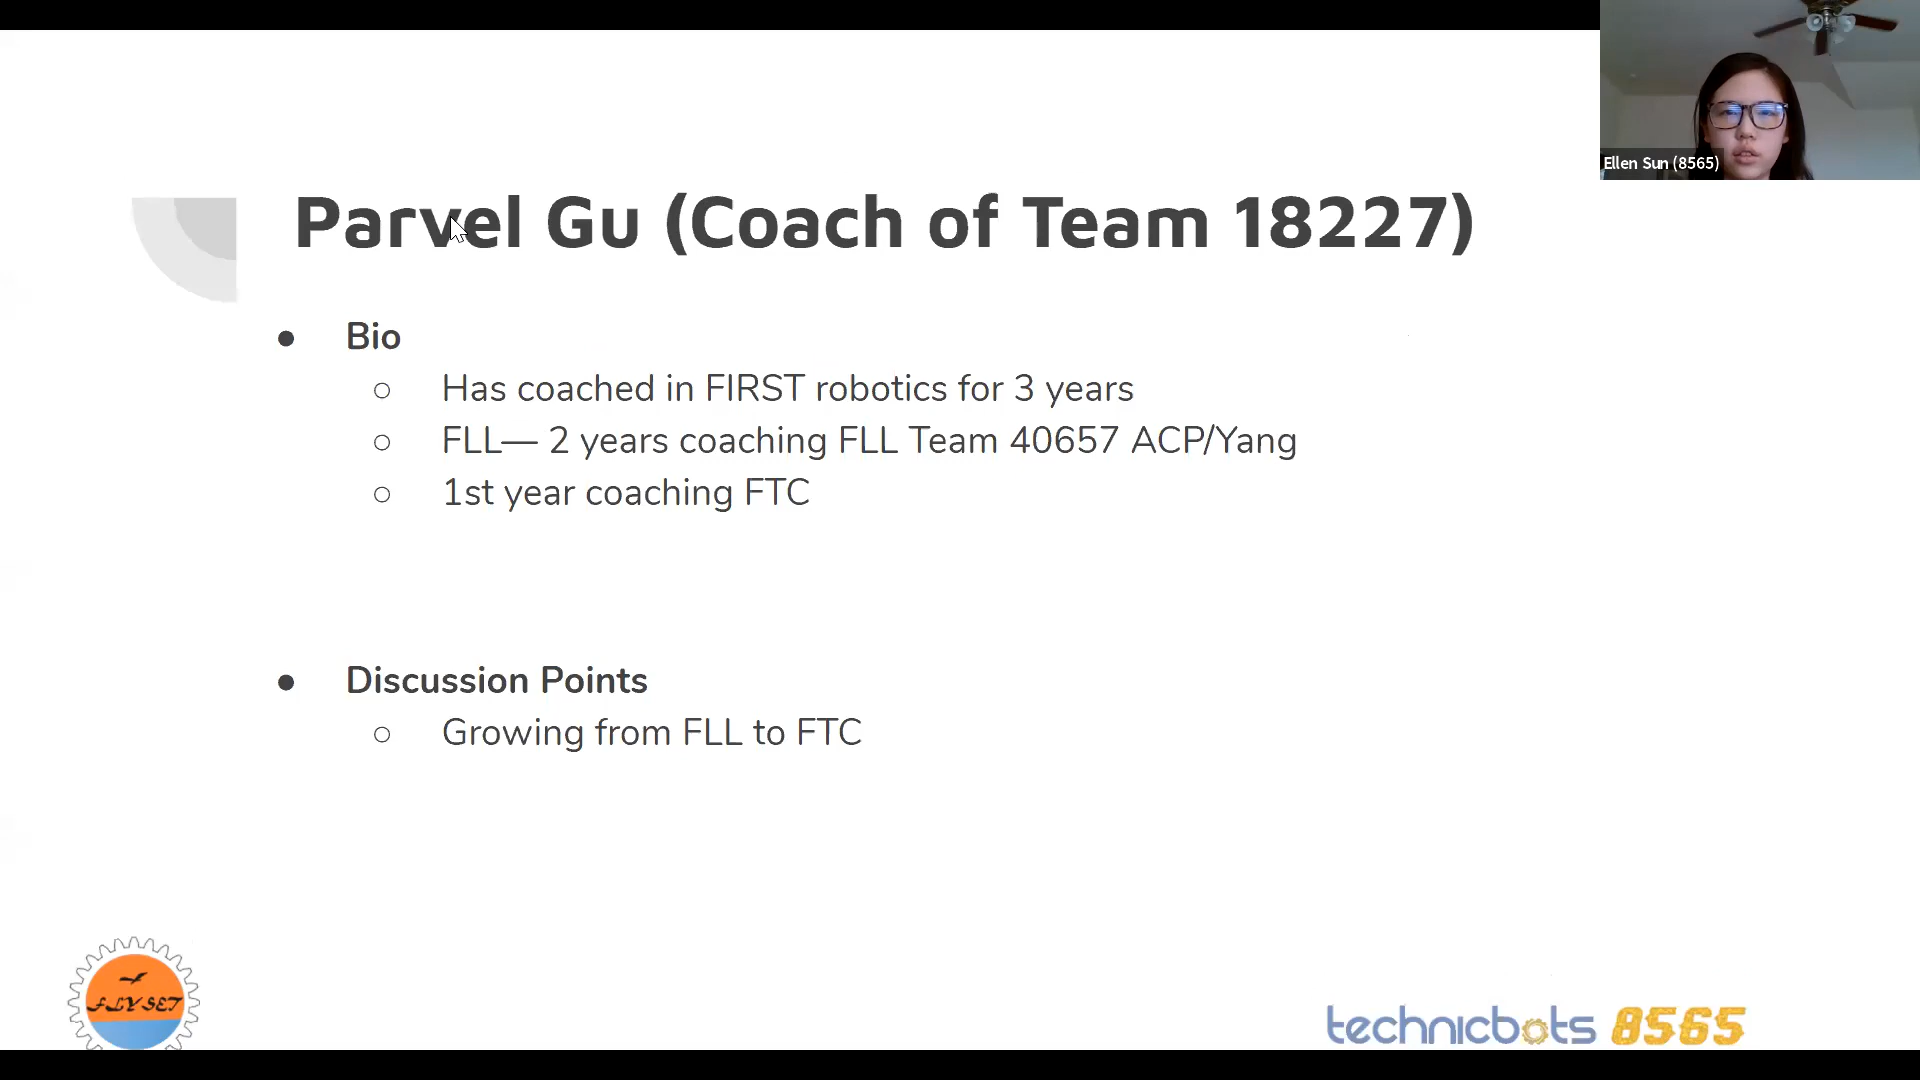 Ellen Sun (8565)
Parvel Gu (Coach of Team 18227)
● Bio
○ Has coached in FIRST robotics for 3 years
○ FLL— 2 years coaching FLL Team 40657 ACP/Yang
○ 1st year coaching FTC
● Discussion Points
○ Growing from FLL to FTC
FLYSET
technicbots 8565